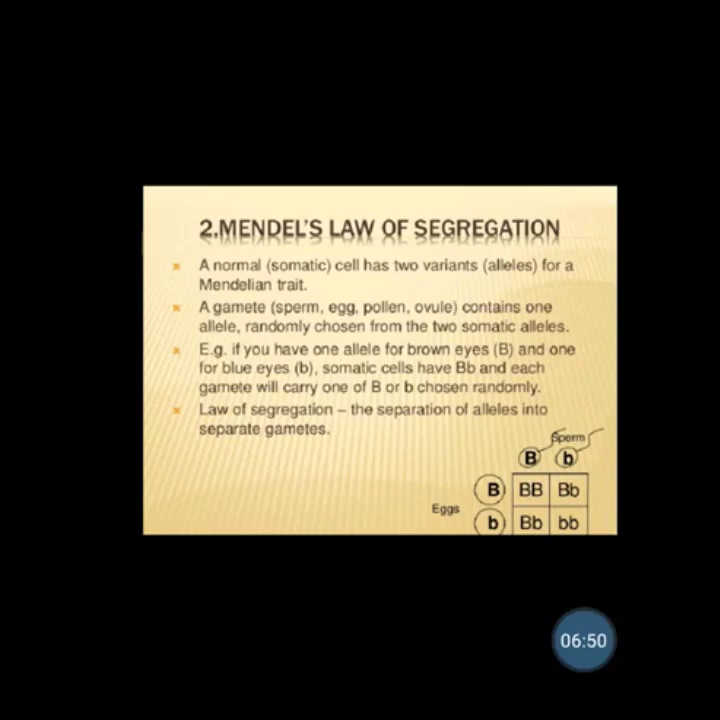 2.MENDEL'S LAW OF SEGREGATION
A normal (somatic) cell has two variants (alleles) for a
Mendelian trait.
A gamete (sperm, egg, pollen, ovule) contains one
allele, randomly chosen from the two somatic alleles.
E.g. if you have one allele for brown eyes (B) and one
for blue eyes (b), somatic cells have Bb and each
gamete will carry one of B or b chosen randomly.
Law of segregation – the separation of alleles into
separate gametes.
Sperm
B b
B BB Bb
Eggs
b Bb bb
06:50